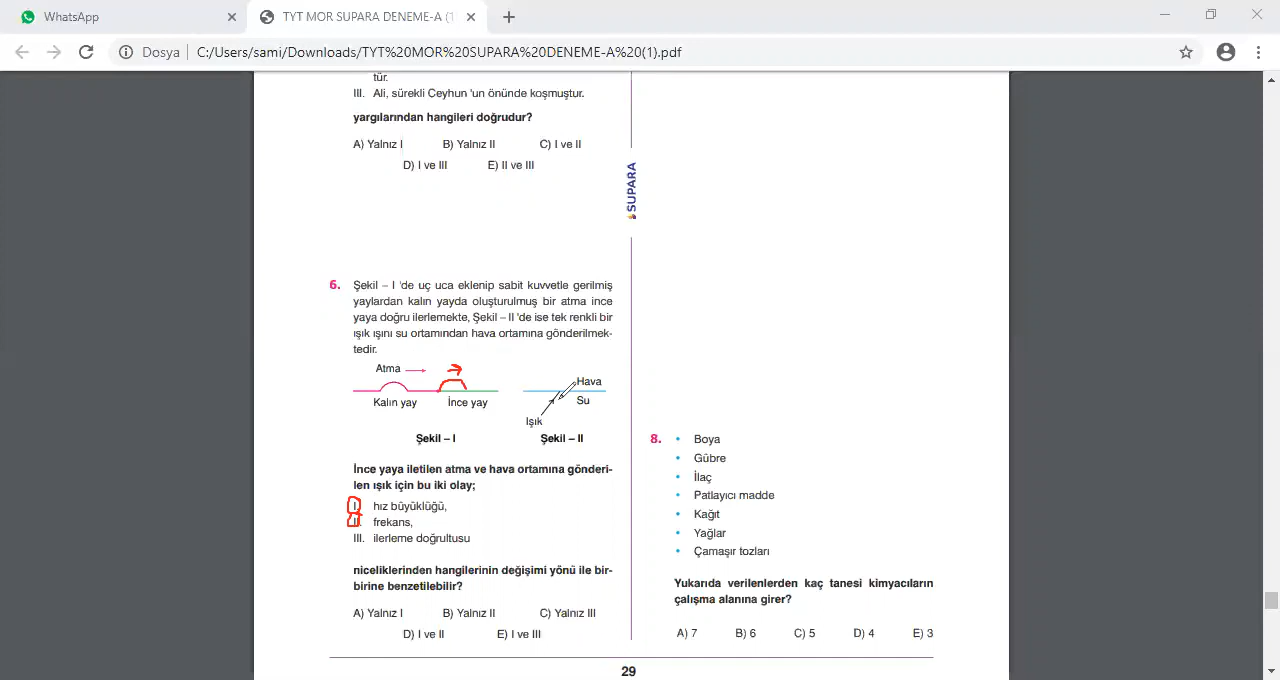 WhatsApp
TYT MOR SUPARA DENEME-A (1
Dosya
C:/Users/sami/Downloads/TYT%20MOR%20SUPARA%20DENEME-A%20(1).pdf
tür.
III. Ali, sürekli Ceyhun 'un önünde koşmuştur.
yargılarından hangileri doğrudur?
A) Yalnız I B) Yalnız II C) I ve II
D) I ve III E) II ve III
SUPARA
6. Şekil – I 'de uç uca eklenip sabit kuvvetle gerilmiş
yaylardan kalın yayda oluşturulmuş bir atma ince
yaya doğru ilerlemekte, Şekil – II 'de ise tek renkli bir
ışık ışını su ortamından hava ortamına gönderilmek-
tedir.
Atma
Kalın yay İnce yay
Şekil – I
Hava
Su
Işık
Şekil – II
İnce yaya iletilen atma ve hava ortamına gönderi-
len ışık için bu iki olay;
I. hız büyüklüğü,
II. frekans,
III. ilerleme doğrultusu
niceliklerinden hangilerinin değişimi yönü ile bir-
birine benzetilebilir?
A) Yalnız I B) Yalnız II C) Yalnız III
D) I ve II E) I ve III
8. • Boya
• Gübre
• İlaç
• Patlayıcı madde
• Kağıt
• Yağlar
• Çamaşır tozları
Yukarıda verilenlerden kaç tanesi kimyacıların
çalışma alanına girer?
A) 7 B) 6 C) 5 D) 4 E) 3
29